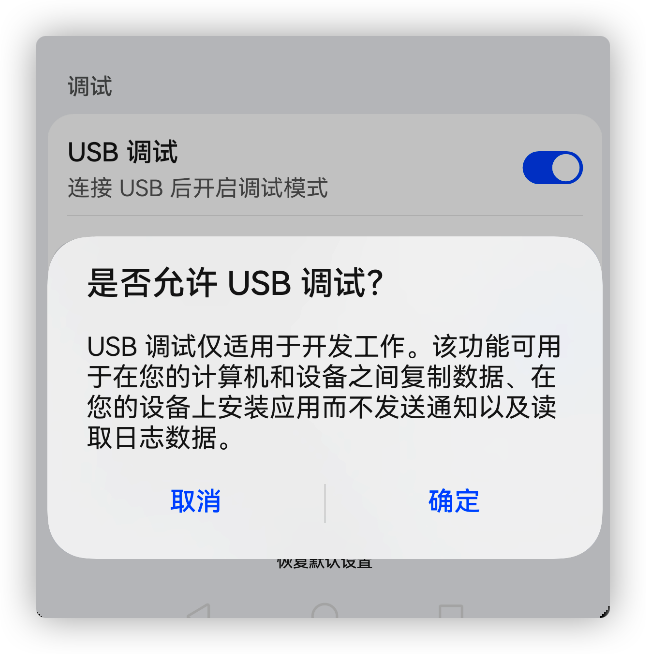 调试
USB 调试
连接 USB 后开启调试模式
是否允许 USB 调试？
USB 调试仅适用于开发工作。该功能可用
于在您的计算机和设备之间复制数据、在
您的设备上安装应用而不发送通知以及读
取日志数据。
取消
确定
恢复默认设置